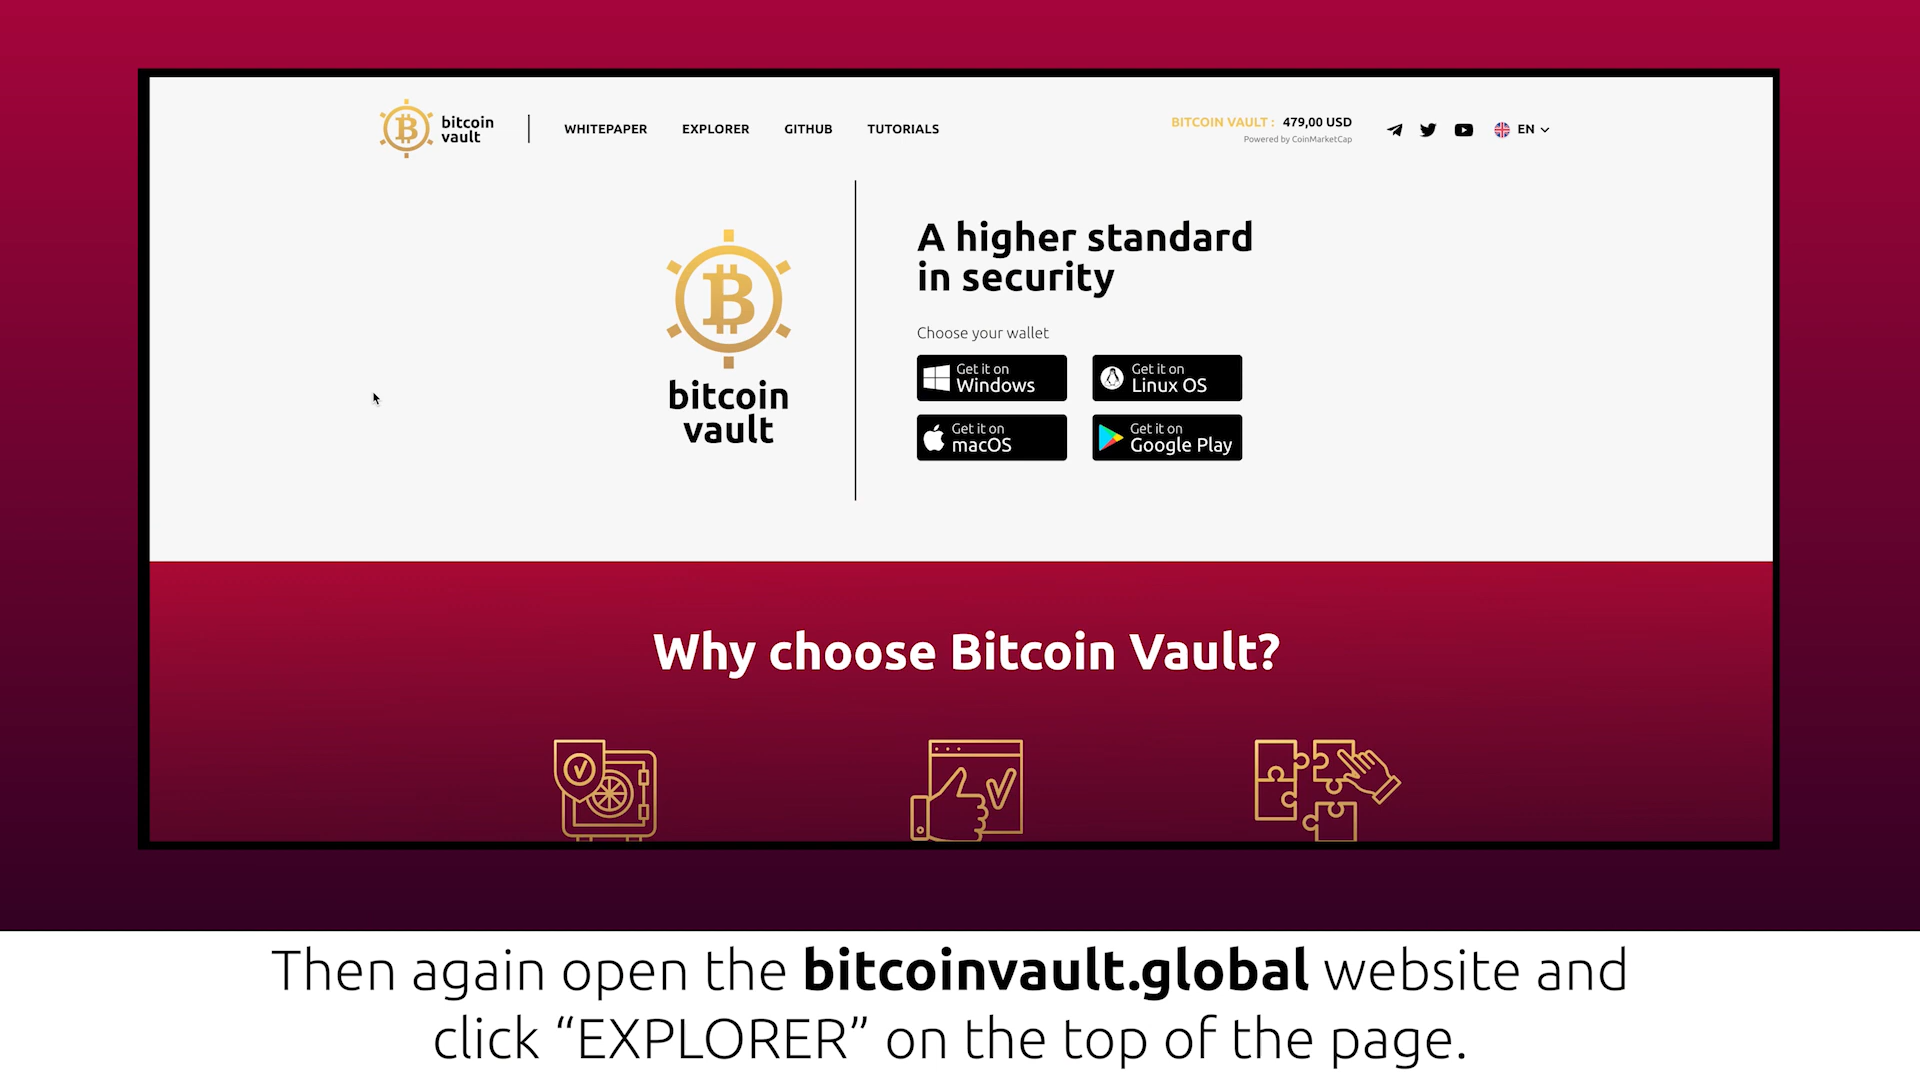 bitcoin
vault
WHITEPAPER
EXPLORER
GITHUB
TUTORIALS
BITCOIN VAULT : 479,00 USD
Powered by CoinMarketCap
EN
bitcoin
vault
A higher standard
in security
Choose your wallet
Get it on
Windows
Get it on
Linux OS
Get it on
macOS
Get it on
Google Play
Why choose Bitcoin Vault?
Then again open the bitcoinvault.global website and
click “EXPLORER” on the top of the page.